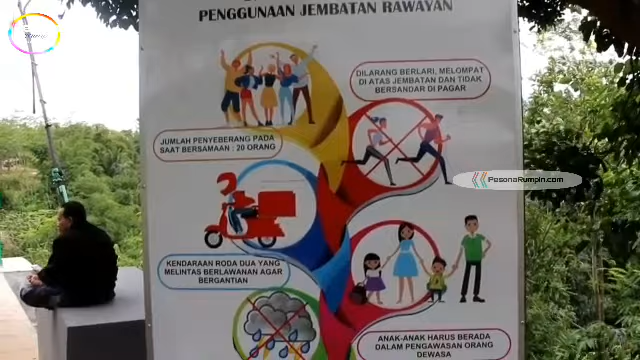 PENGGUNAAN JEMBATAN RAWAYAN
DILARANG BERLARI, MELOMPAT
DI ATAS JEMBATAN DAN TIDAK
BERSANDAR DI PAGAR
JUMLAH PENYEBERANG PADA
SAAT BERSAMAAN : 20 ORANG
PesonaRumpin.com
KENDARAAN RODA DUA YANG
MELINTAS BERLAWANAN AGAR
BERGANTIAN
ANAK-ANAK HARUS BERADA
DALAM PENGAWASAN ORANG
DEWASA